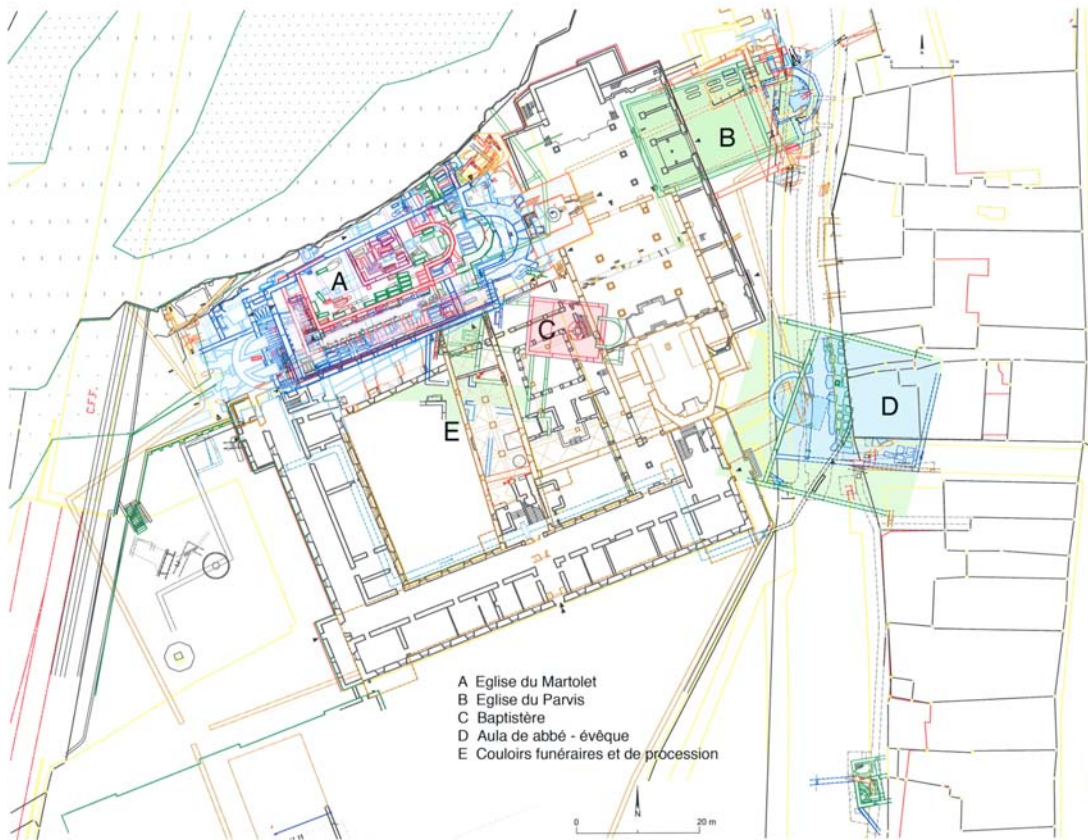 B
A
C
D
E
C.F.F.
A Eglise du Martolet
B Eglise du Parvis
C Baptistère
D Aula de abbé - évêque
E Couloirs funéraires et de procession
N
0 20 m